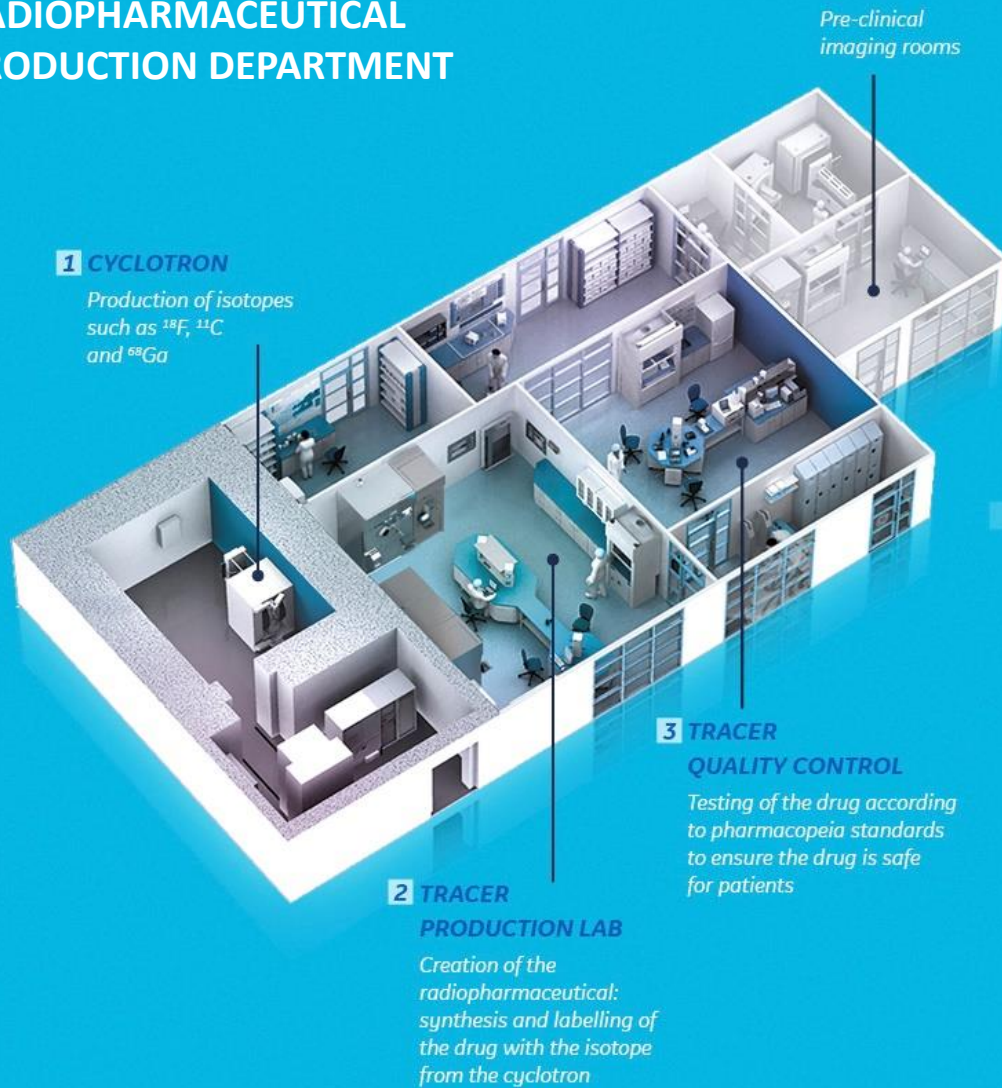 ADIOPHARMACEUTICAL
RODUCTION DEPARTMENT
Pre-clinical
imaging rooms
1 CYCLOTRON
Production of isotopes
such as ¹⁸F, ¹¹C
and ⁶⁸Ga
3 TRACER
QUALITY CONTROL
Testing of the drug according
to pharmacopeia standards
to ensure the drug is safe
for patients
2 TRACER
PRODUCTION LAB
Creation of the
radiopharmaceutical:
synthesis and labelling of
the drug with the isotope
from the cyclotron